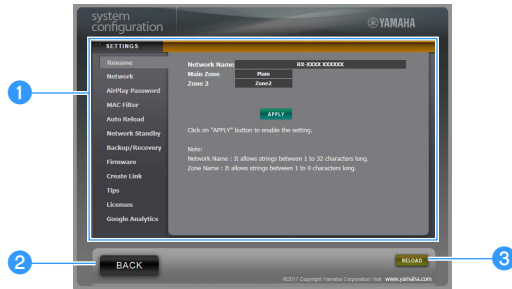 system
configuration
YAMAHA
SETTINGS
Rename
Network
AirPlay Password
MAC Filter
Auto Reload
Network Standby
Backup/Recovery
Firmware
Create Link
Tips
Licenses
Google Analytics
Network Name RX-XXXX XXXXXX
Main Zone Main
Zone 2 Zone2
APPLY
Click on "APPLY" button to enable the setting.
Note:
Network Name : It allows strings between 1 to 32 characters long.
Zone Name : It allows strings between 1 to 9 characters long.
1
2
BACK
RELOAD
3
©2017 Copyright Yamaha Corporation Visit www.yamaha.com